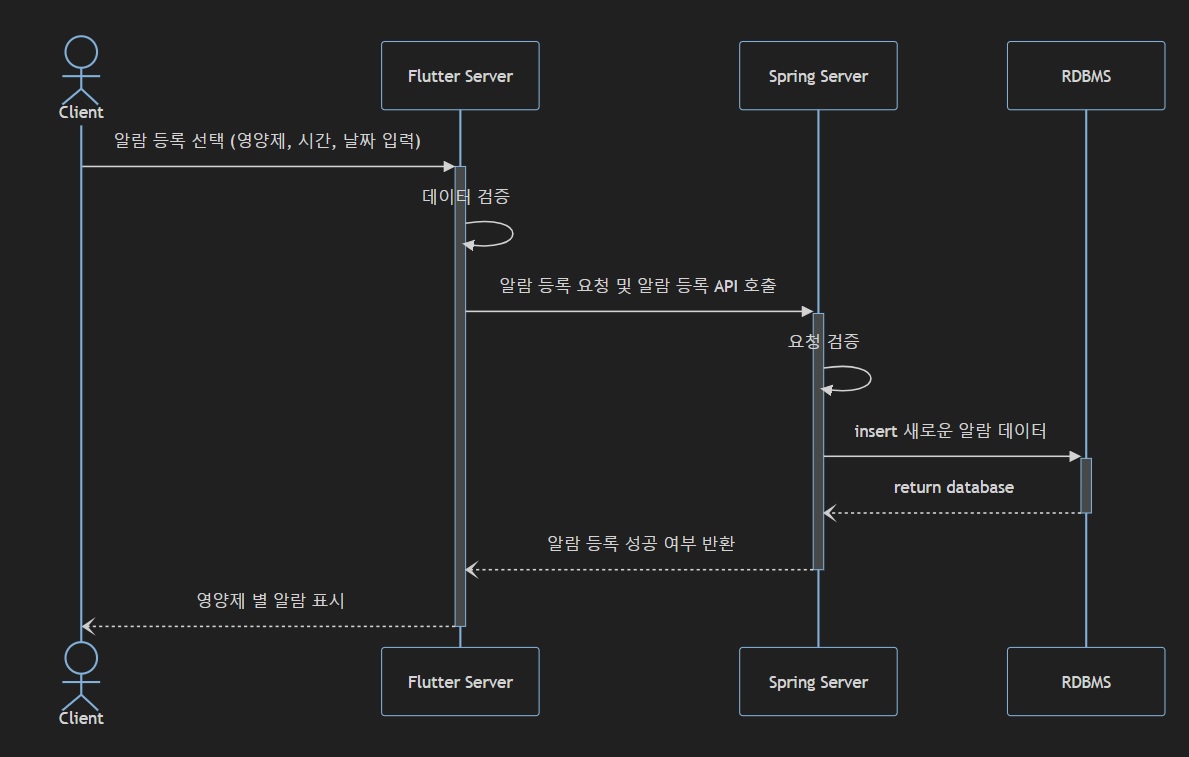 Client
Flutter Server
Spring Server
RDBMS
알람 등록 선택 (영양제, 시간, 날짜 입력)
데이터 검증
알람 등록 요청 및 알람 등록 API 호출
요청 검증
insert 새로운 알람 데이터
return database
알람 등록 성공 여부 반환
영양제 별 알람 표시
Client
Flutter Server
Spring Server
RDBMS